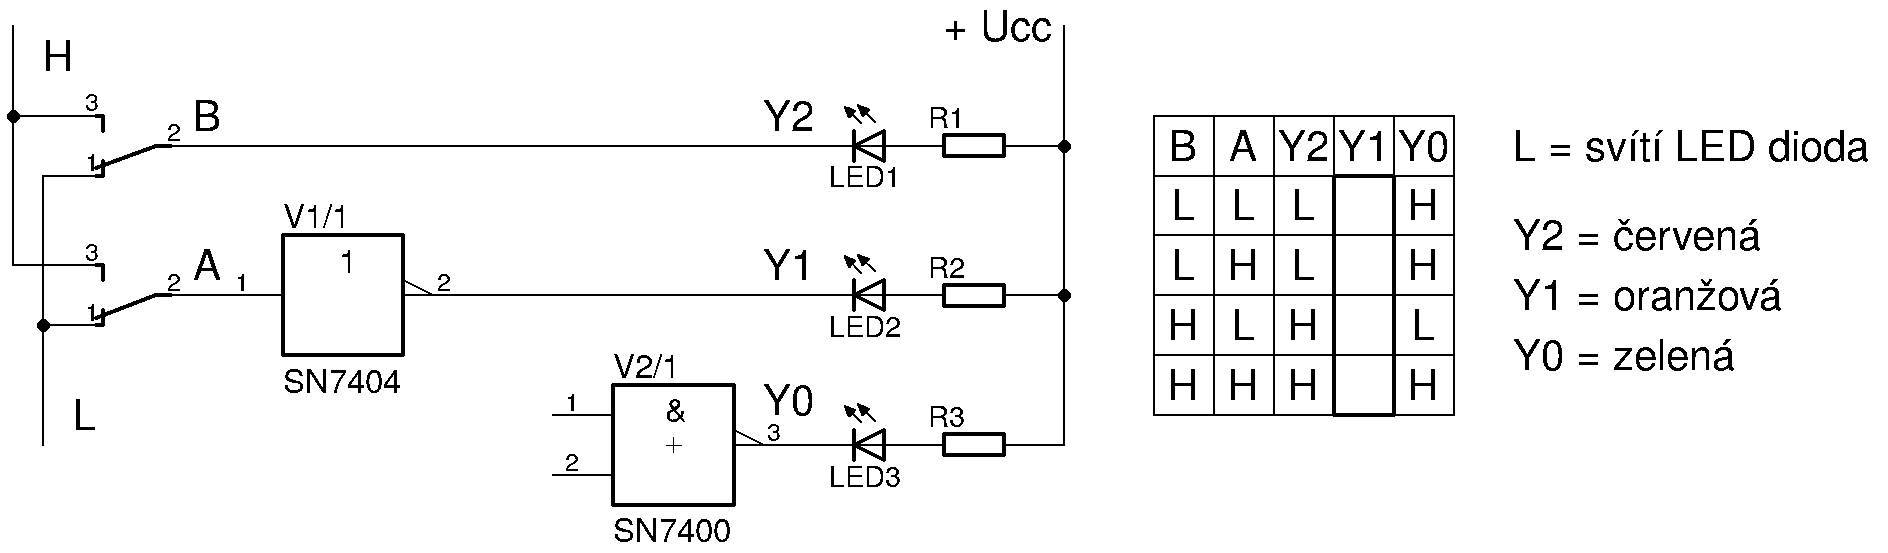 H
+ Ucc
3
B
2
1
Y2
R1
LED1
V1/1
3
A
2
1
1
1
2
SN7404
Y1
R2
LED2
L
V2/1
1
2
&
+
3
SN7400
Y0
R3
LED3
B A Y2 Y1 Y0
L L L H
L H L H
H L H L
H H H H
L = svítí LED dioda
Y2 = červená
Y1 = oranžová
Y0 = zelená